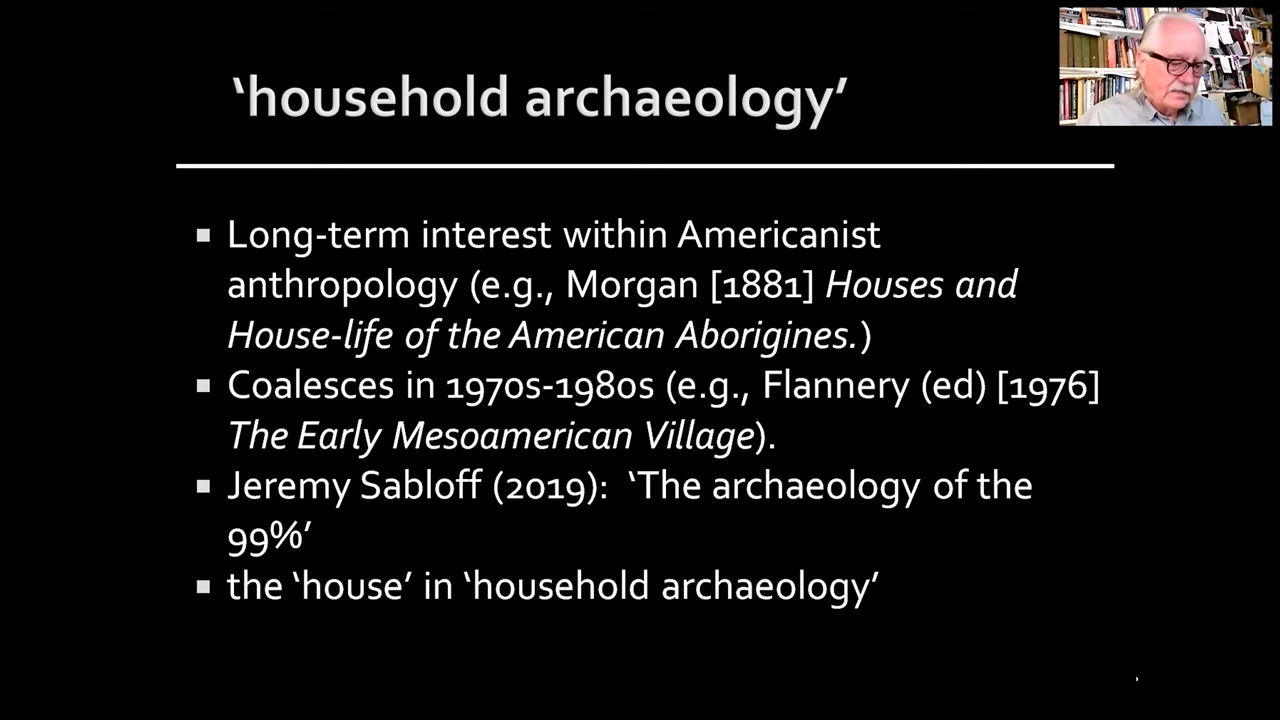 ‘household archaeology’
▪ Long-term interest within Americanist
anthropology (e.g., Morgan [1881] Houses and
House-life of the American Aborigines.)
▪ Coalesces in 1970s-1980s (e.g., Flannery (ed) [1976]
The Early Mesoamerican Village).
▪ Jeremy Sabloff (2019): ‘The archaeology of the
99%’
▪ the ‘house’ in ‘household archaeology’